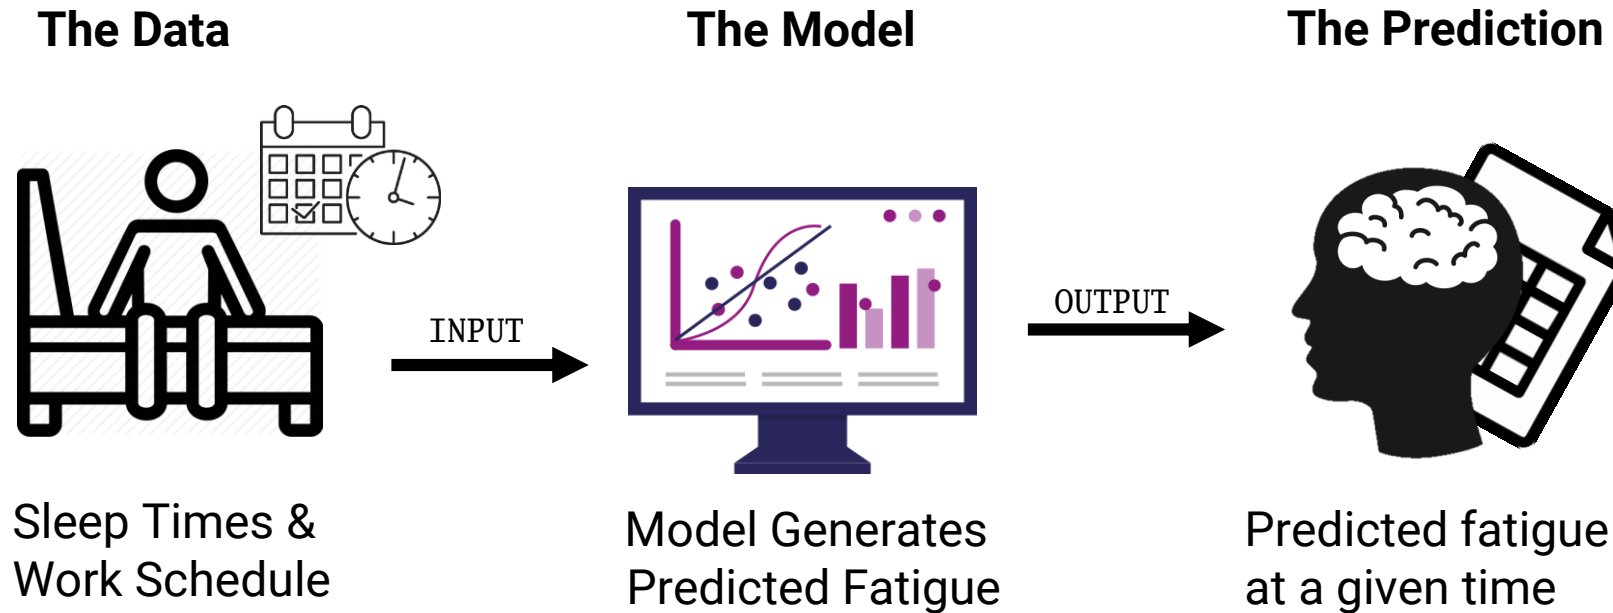 The Data
The Model
The Prediction
INPUT
OUTPUT
Sleep Times &
Work Schedule
Model Generates
Predicted Fatigue
Predicted fatigue
at a given time